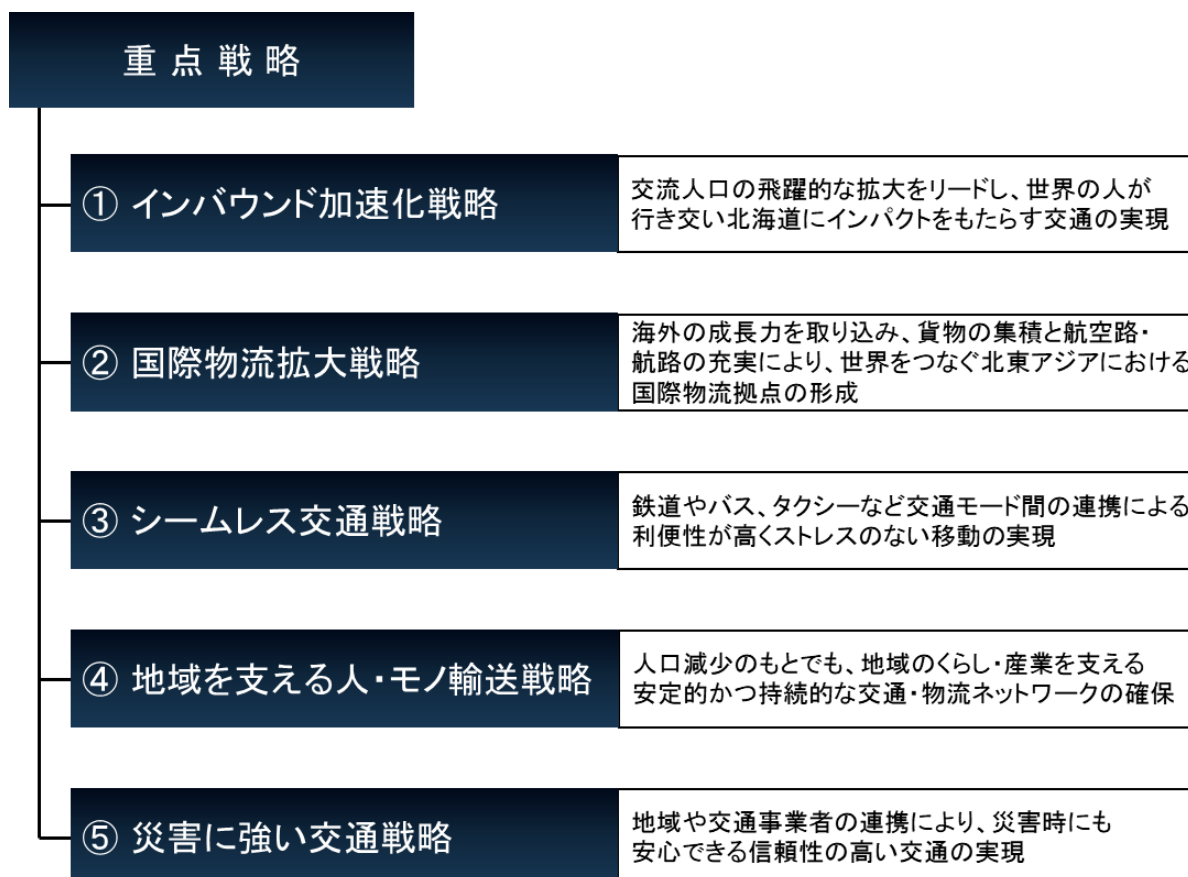 重点戦略
① インバウンド加速化戦略
交流人口の飛躍的な拡大をリードし、世界の人が
行き交い北海道にインパクトをもたらす交通の実現
② 国際物流拡大戦略
海外の成長力を取り込み、貨物の集積と航空路・
航路の充実により、世界をつなぐ北東アジアにおける
国際物流拠点の形成
③ シームレス交通戦略
鉄道やバス、タクシーなど交通モード間の連携による
利便性が高くストレスのない移動の実現
④ 地域を支える人・モノ輸送戦略
人口減少のもとでも、地域のくらし・産業を支える
安定的かつ持続的な交通・物流ネットワークの確保
⑤ 災害に強い交通戦略
地域や交通事業者の連携により、災害時にも
安心できる信頼性の高い交通の実現